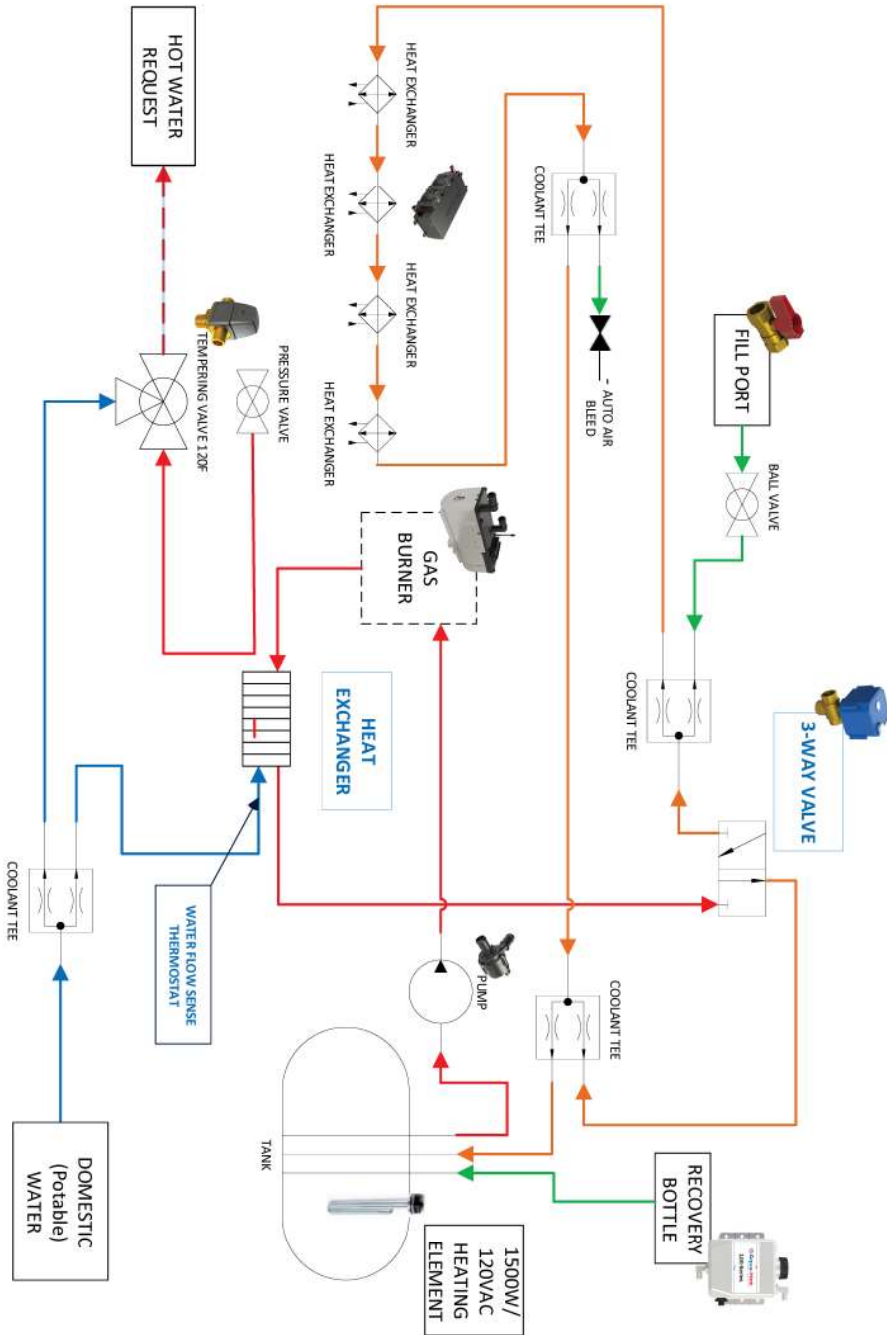 3-WAY VALVE
BALL VALVE
FILL PORT
RECOVERY
BOTTLE
COOLANT TEE
COOLANT TEE
- AUTO AIR
BLEED
COOLANT TEE
1500W/
120VAC
HEATING
ELEMENT
PUMP
GAS
BURNER
HEAT EXCHANGER
HEAT EXCHANGER
HEAT EXCHANGER
HEAT EXCHANGER
HEAT
EXCHANGER
PRESSURE VALVE
TANK
TEMPERING VALVE 120F
HOT WATER
REQUEST
WATER FLOW SENSE
THERMOSTAT
DOMESTIC
(Potable)
WATER
COOLANT TEE